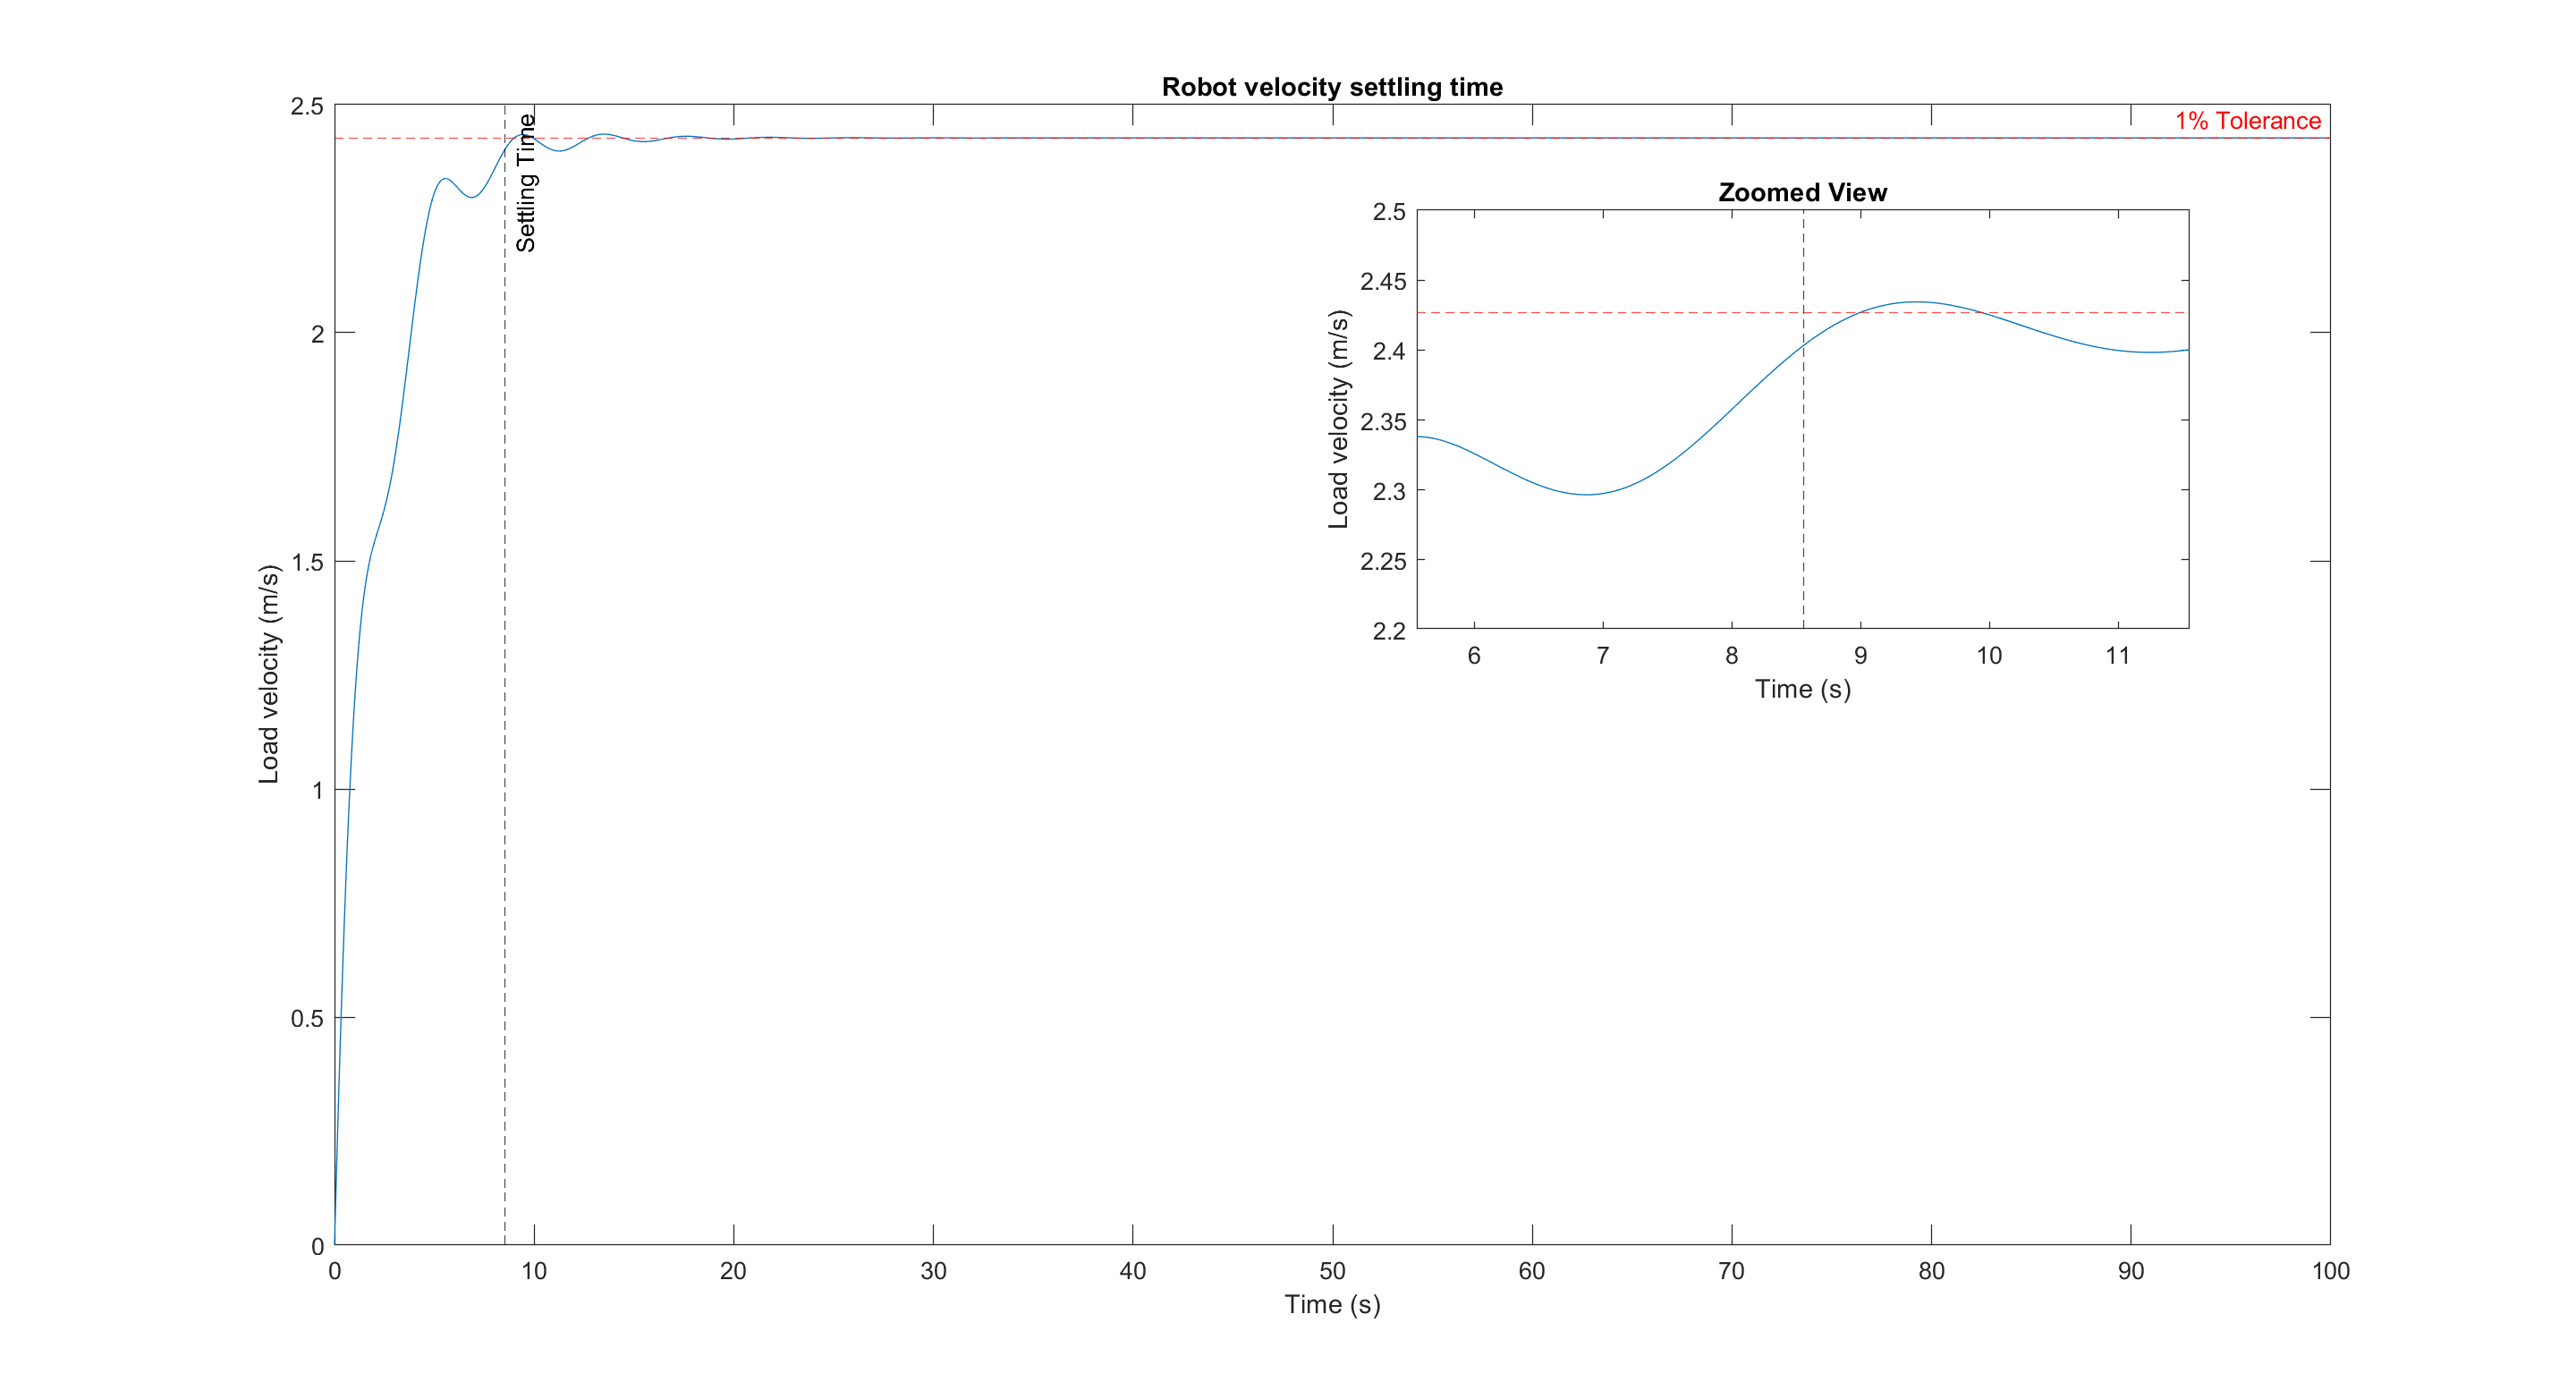 Robot velocity settling time
2.5
2
1.5
1
0.5
0
Load velocity (m/s)
0 10 20 30 40 50 60 70 80 90 100
Time (s)
Settling Time
1% Tolerance
Zoomed View
2.5
2.45
2.4
2.35
2.3
2.25
2.2
Load velocity (m/s)
6 7 8 9 10 11
Time (s)